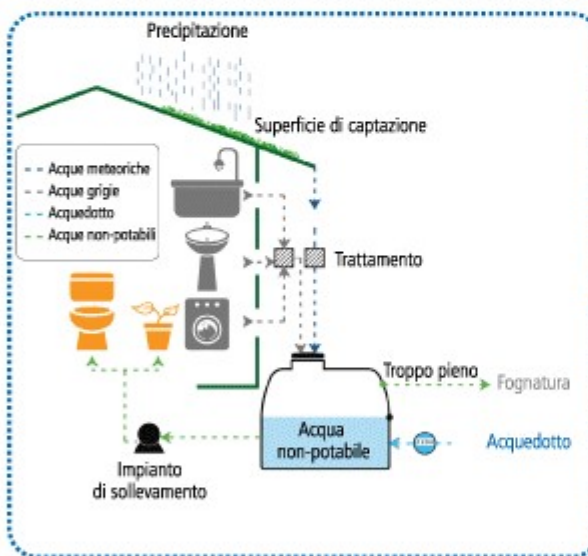 Precipitazione
Superficie di captazione
Acque meteoriche
Acque grigie
Acquedotto
Acque non-potabili
Trattamento
Troppo pieno
Fognatura
Acqua
non-potabile
Acquedotto
Impianto
di sollevamento